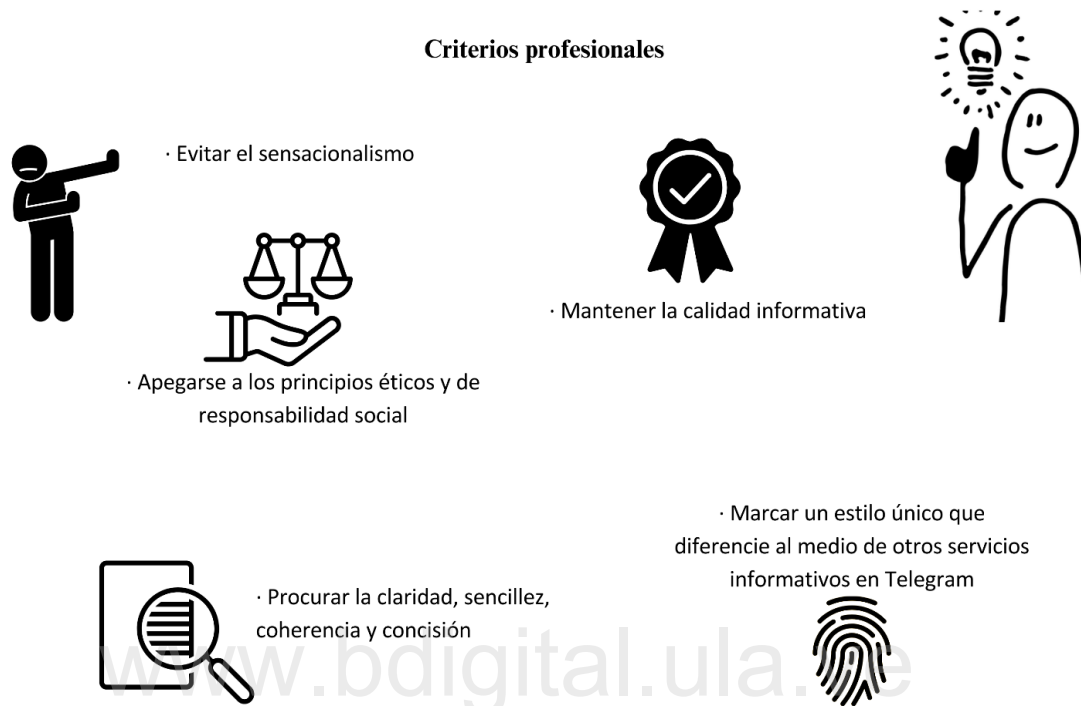 Criterios profesionales
· Evitar el sensacionalismo
· Mantener la calidad informativa
· Apegarse a los principios éticos y de
responsabilidad social
· Marcar un estilo único que
diferencie al medio de otros servicios
informativos en Telegram
· Procurar la claridad, sencillez,
coherencia y concisión
www.bdigital.ula.ve